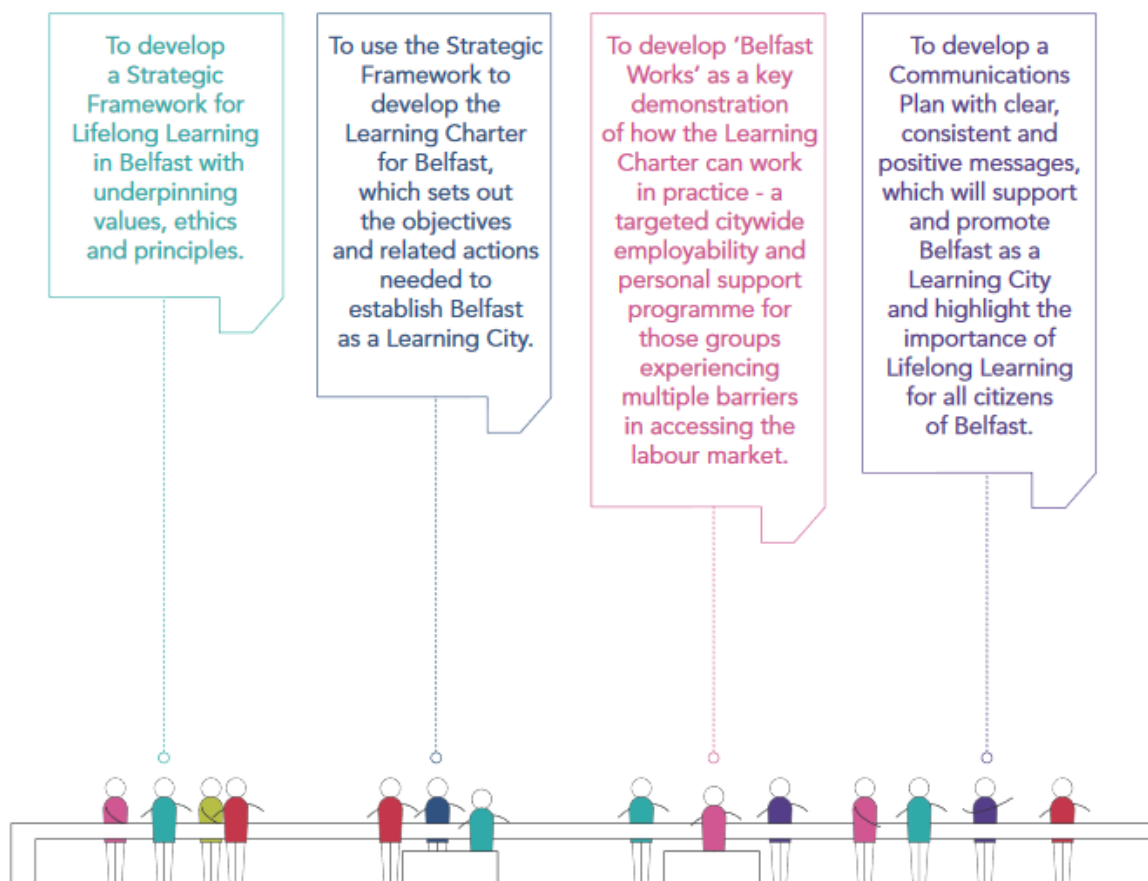 To develop
a Strategic
Framework for
Lifelong Learning
in Belfast with
underpinning
values, ethics
and principles.
To use the Strategic
Framework to
develop the
Learning Charter
for Belfast,
which sets out
the objectives
and related actions
needed to
establish Belfast
as a Learning City.
To develop ‘Belfast
Works’ as a key
demonstration
of how the Learning
Charter can work
in practice - a
targeted citywide
employability and
personal support
programme for
those groups
experiencing
multiple barriers
in accessing the
labour market.
To develop a
Communications
Plan with clear,
consistent and
positive messages,
which will support
and promote
Belfast as a
Learning City
and highlight the
importance of
Lifelong Learning
for all citizens
of Belfast.